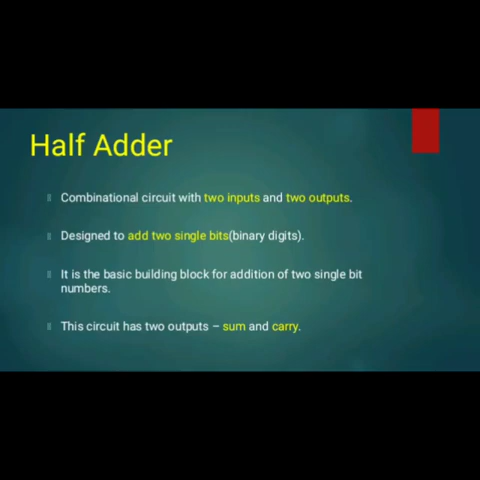 Half Adder
Combinational circuit with two inputs and two outputs.
Designed to add two single bits(binary digits).
It is the basic building block for addition of two single bit
numbers.
This circuit has two outputs – sum and carry.